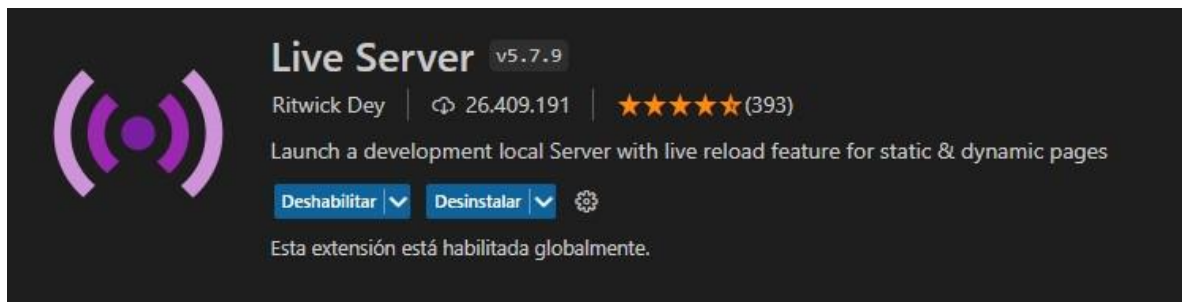 Live Server v5.7.9
Ritwick Dey 26.409.191 (393)
Launch a development local Server with live reload feature for static & dynamic pages
Deshabilitar Desinstalar
Esta extensión está habilitada globalmente.